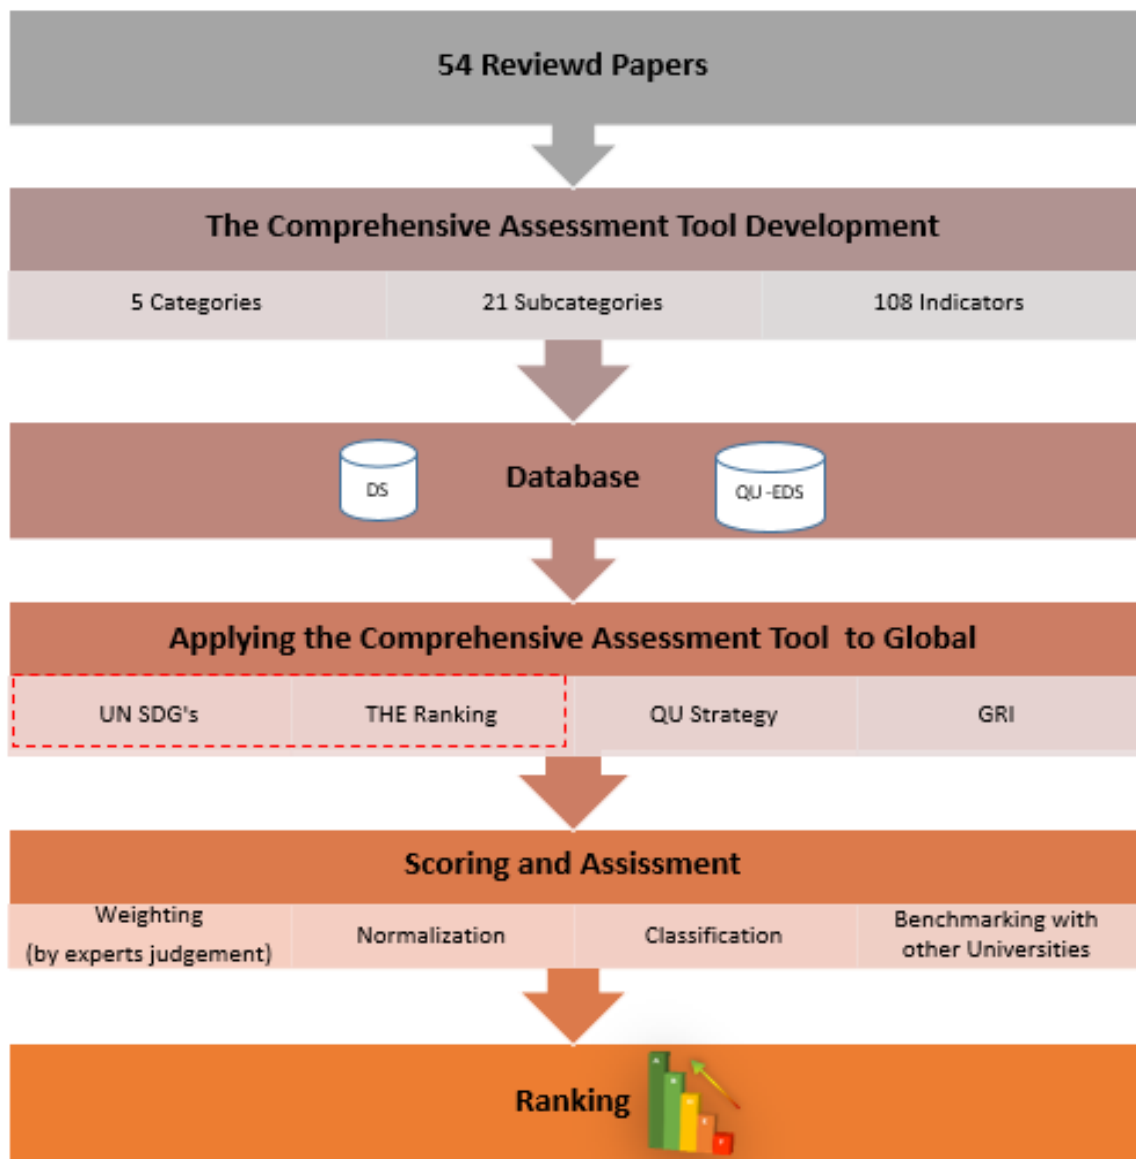 54 Reviewd Papers
The Comprehensive Assessment Tool Development
5 Categories
21 Subcategories
108 Indicators
DS
Database
QU -EDS
Applying the Comprehensive Assessment Tool to Global
UN SDG's
THE Ranking
QU Strategy
GRI
Scoring and Assissment
Weighting
(by experts judgement)
Normalization
Classification
Benchmarking with
other Universities
Ranking